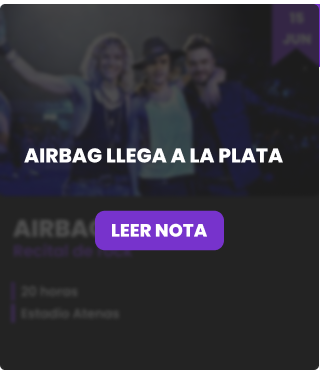 15
JUN
AIRBAG LLEGA A LA PLATA
AIRBAG
LEER NOTA
Recital de rock
20 horas
Estadio Atenas